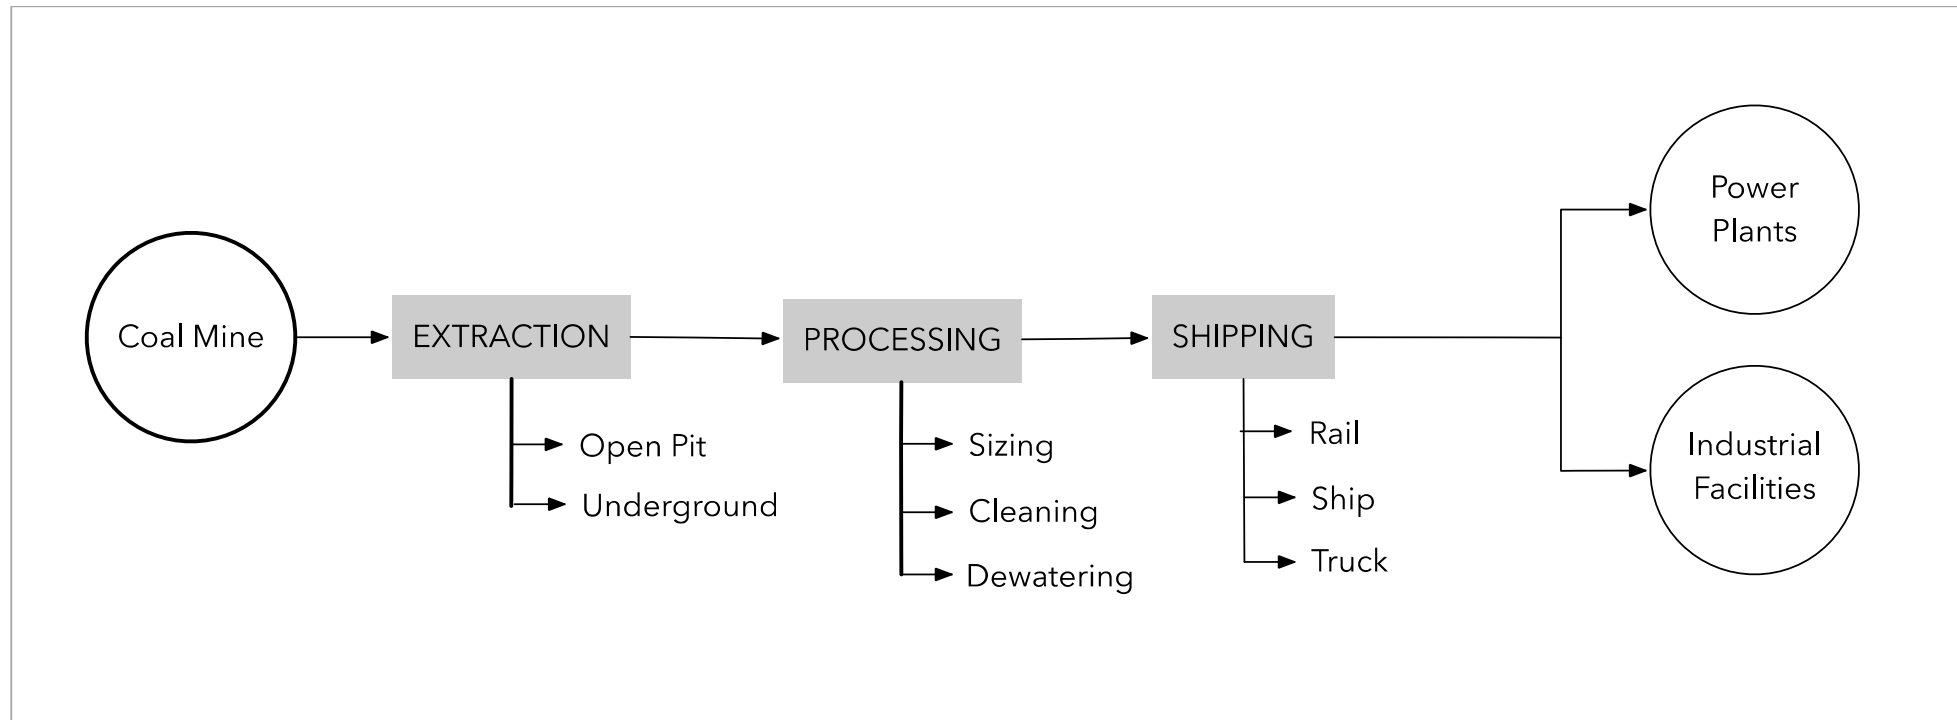 Coal Mine
EXTRACTION
Open Pit
Underground
PROCESSING
Sizing
Cleaning
Dewatering
SHIPPING
Rail
Ship
Truck
Power
Plants
Industrial
Facilities